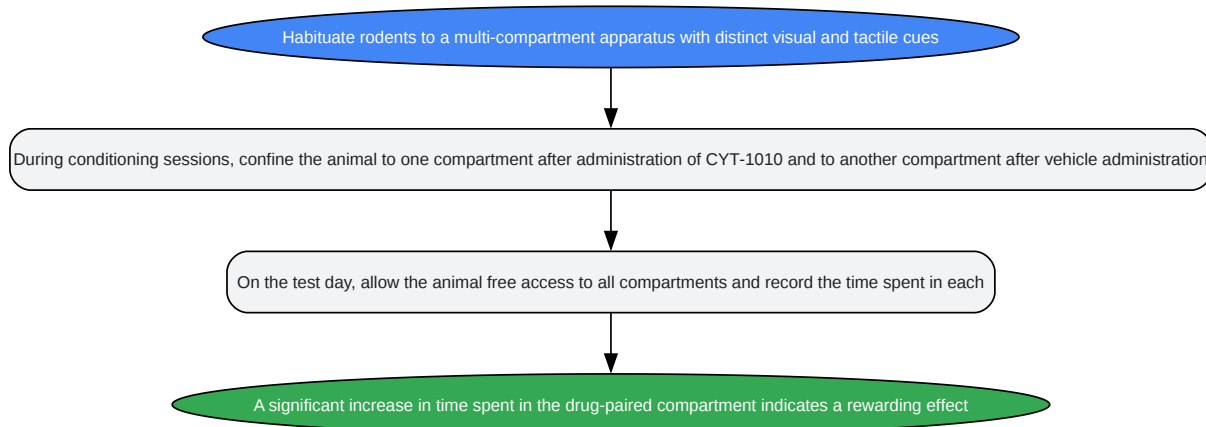 Habituate rodents to a multi-compartment apparatus with distinct visual and tactile cues
During conditioning sessions, confine the animal to one compartment after administration of CYT-1010 and to another compartment after vehicle administration
On the test day, allow the animal free access to all compartments and record the time spent in each
A significant increase in time spent in the drug-paired compartment indicates a rewarding effect